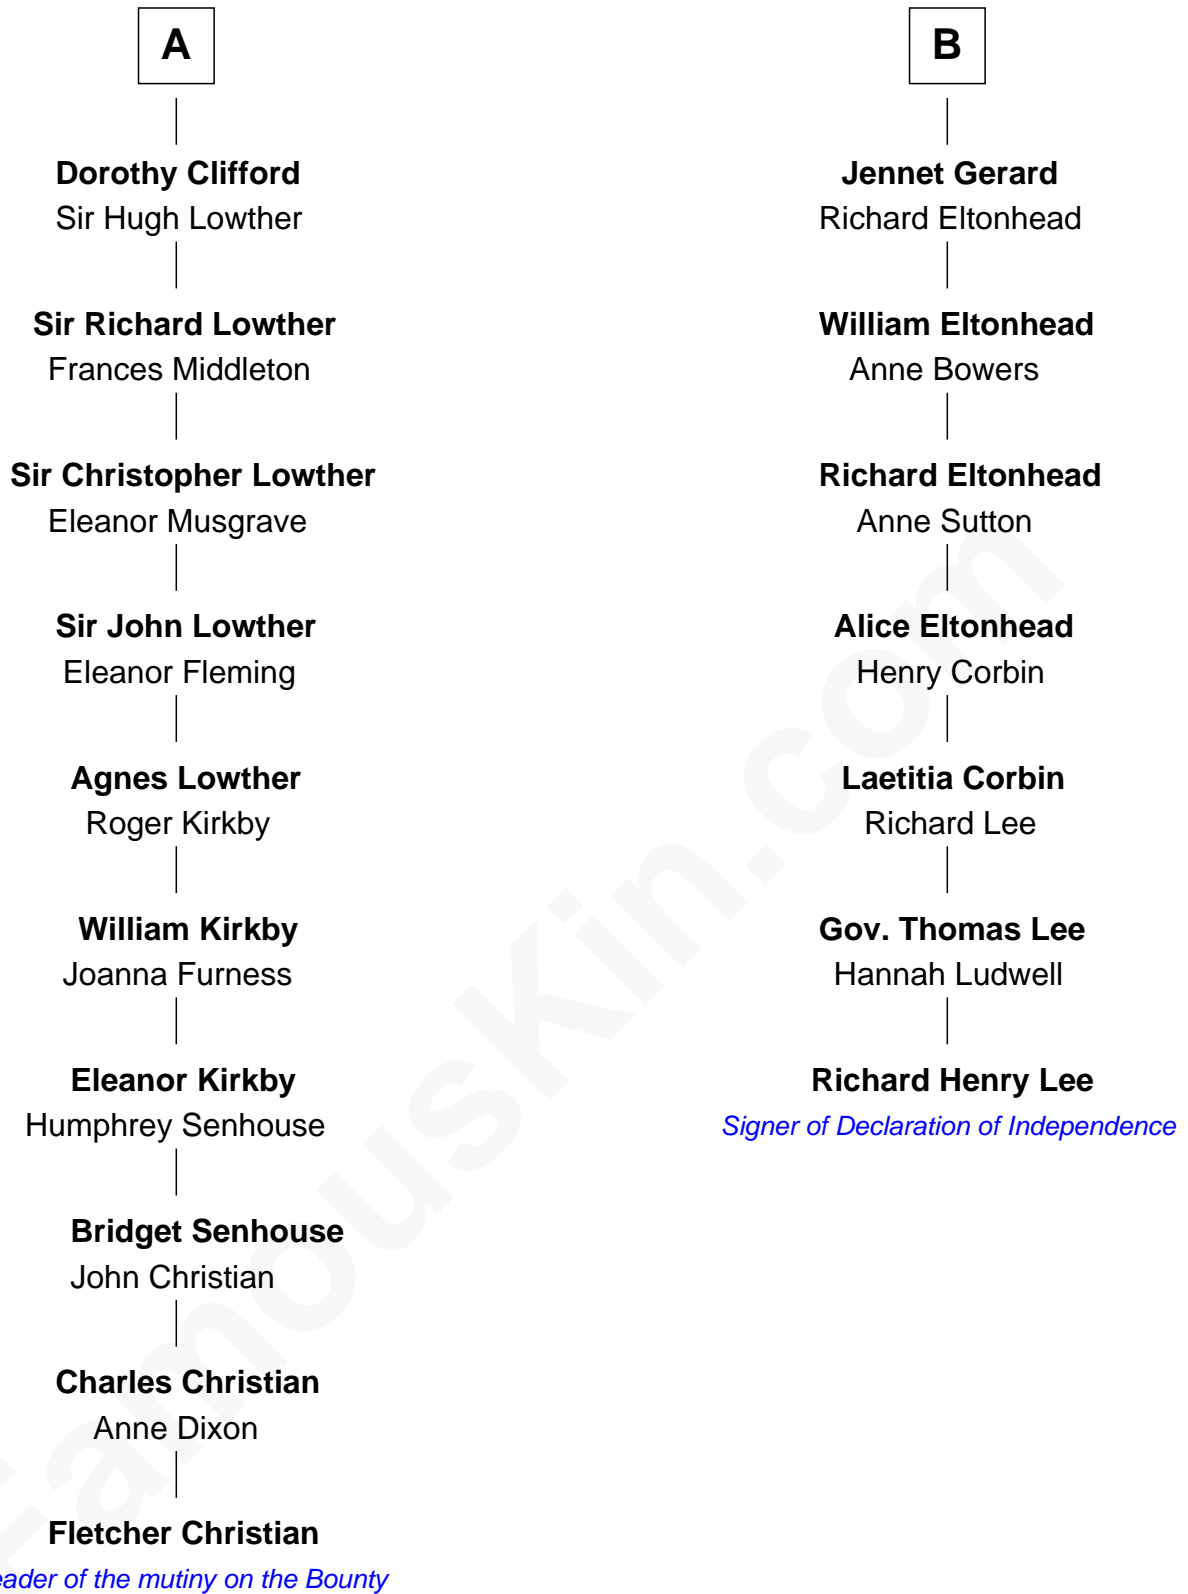 A
Dorothy Clifford
Sir Hugh Lowther
Sir Richard Lowther
Frances Middleton
Sir Christopher Lowther
Eleanor Musgrave
Sir John Lowther
Eleanor Fleming
Agnes Lowther
Roger Kirkby
William Kirkby
Joanna Furness
Eleanor Kirkby
Humphrey Senhouse
Bridget Senhouse
John Christian
Charles Christian
Anne Dixon
Fletcher Christian
eader of the mutiny on the Bounty
B
Jennet Gerard
Richard Eltonhead
William Eltonhead
Anne Bowers
Richard Eltonhead
Anne Sutton
Alice Eltonhead
Henry Corbin
Laetitia Corbin
Richard Lee
Gov. Thomas Lee
Hannah Ludwell
Richard Henry Lee
Signer of Declaration of Independence
FamousKin.com